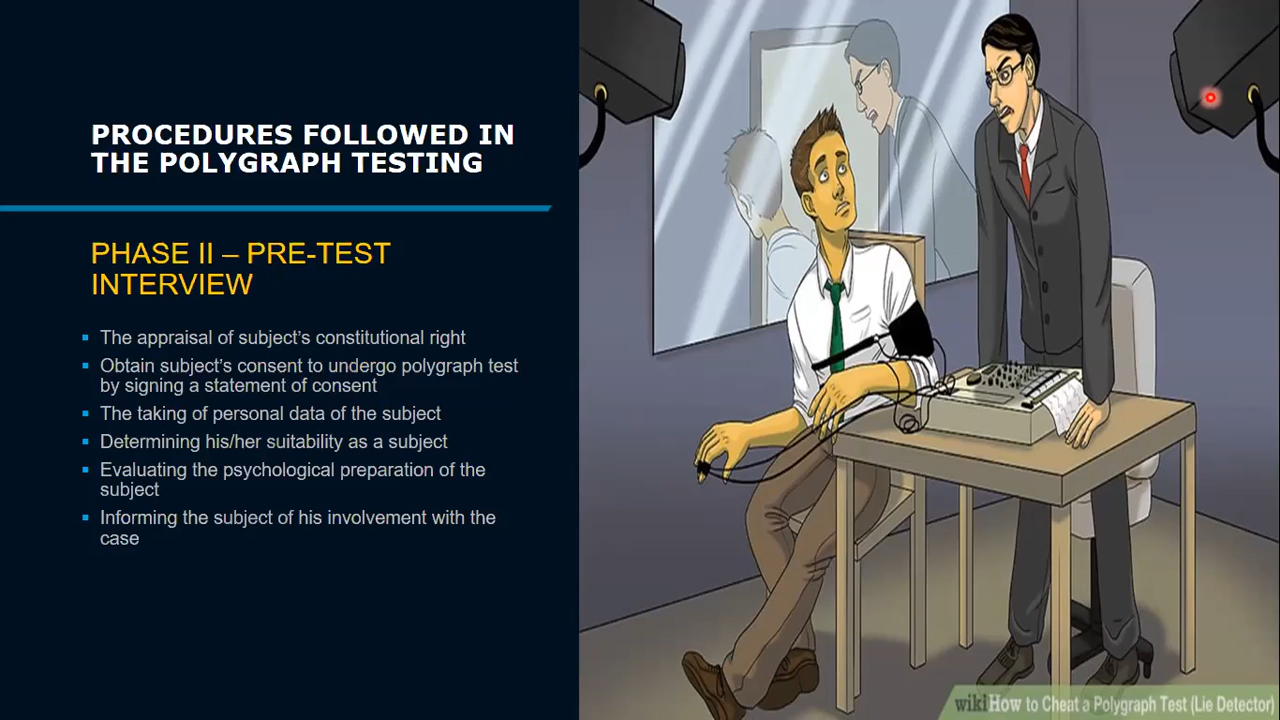 PROCEDURES FOLLOWED IN
THE POLYGRAPH TESTING
PHASE II – PRE-TEST
INTERVIEW
▪ The appraisal of subject's constitutional right
▪ Obtain subject's consent to undergo polygraph test
by signing a statement of consent
▪ The taking of personal data of the subject
▪ Determining his/her suitability as a subject
▪ Evaluating the psychological preparation of the
subject
▪ Informing the subject of his involvement with the
case
wikiHow to Cheat a Polygraph Test (Lie Detector)